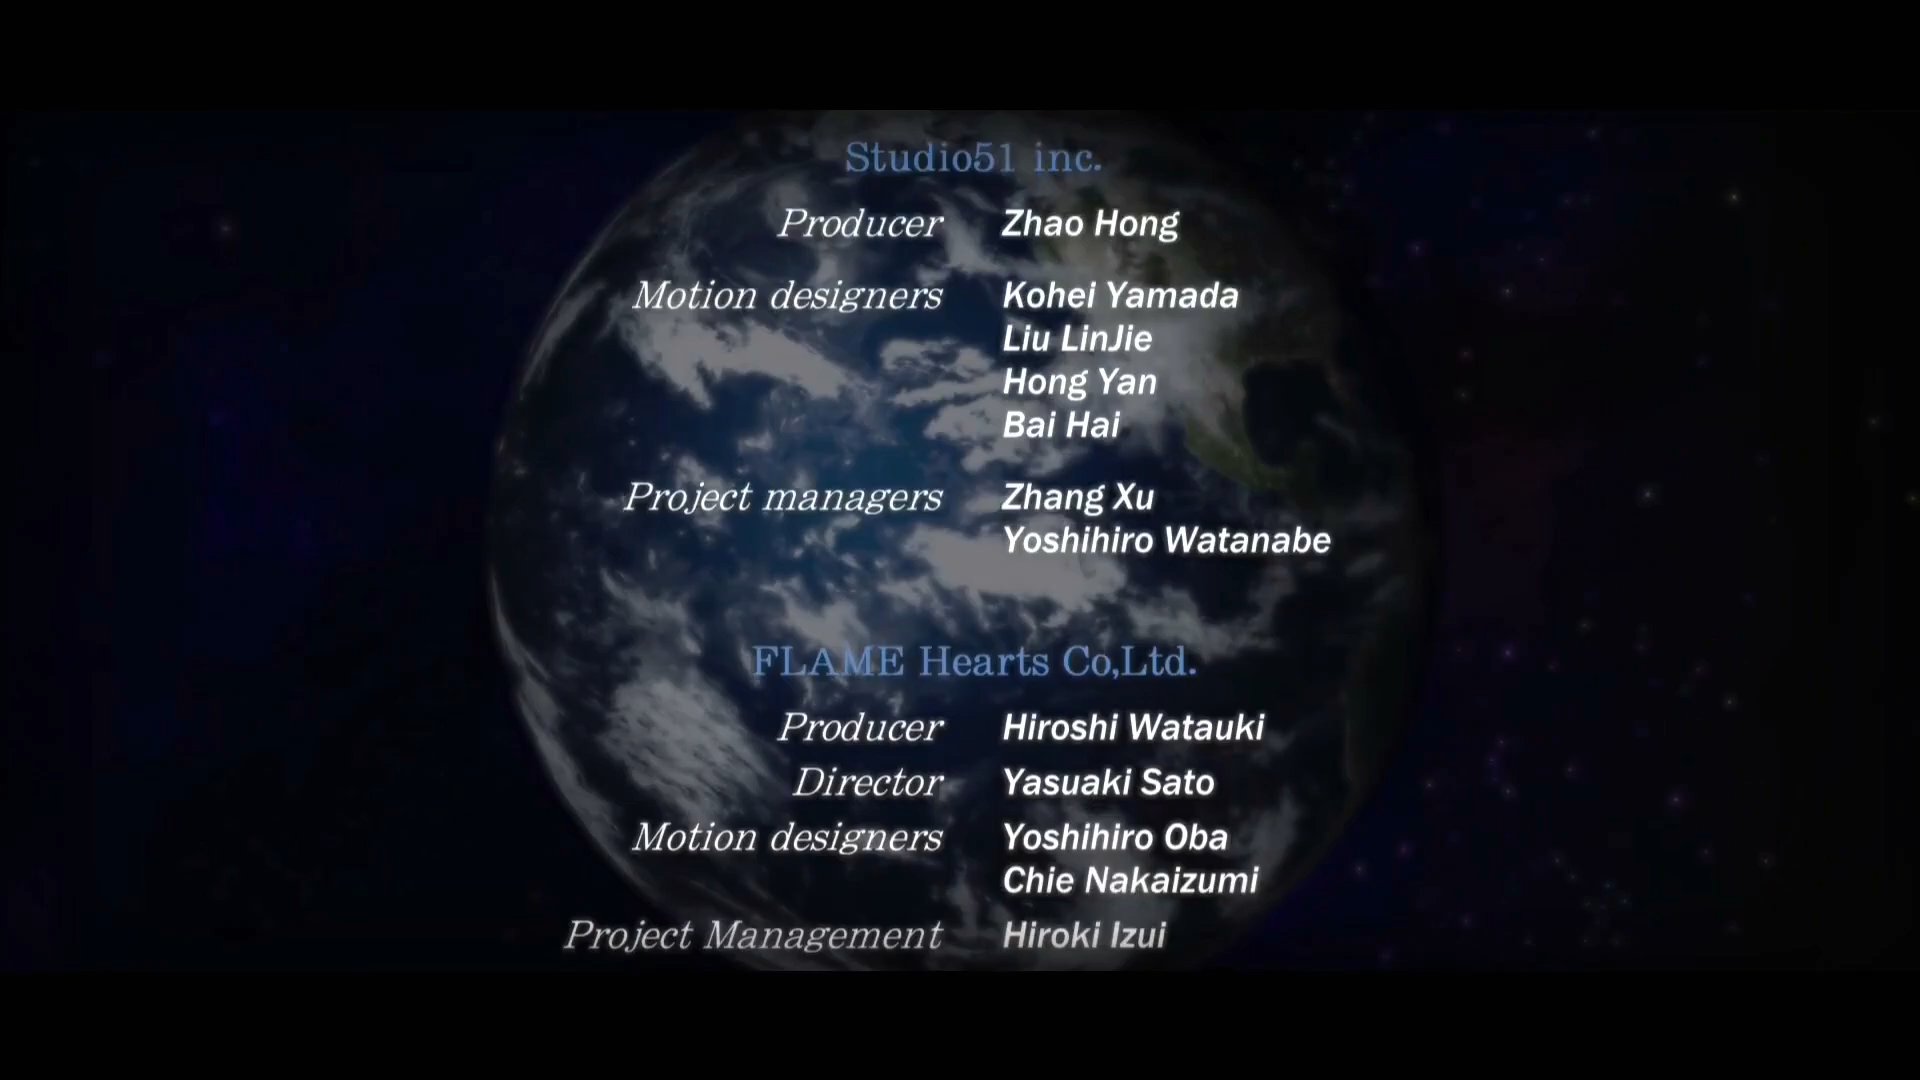 Studio51 inc.
Producer Zhao Hong
Motion designers Kohei Yamada
Liu LinJie
Hong Yan
Bai Hai
Project managers Zhang Xu
Yoshihiro Watanabe
FLAME Hearts Co,Ltd.
Producer Hiroshi Watauki
Director Yasuaki Sato
Motion designers Yoshihiro Oba
Chie Nakaizumi
Project Management Hiroki Izui